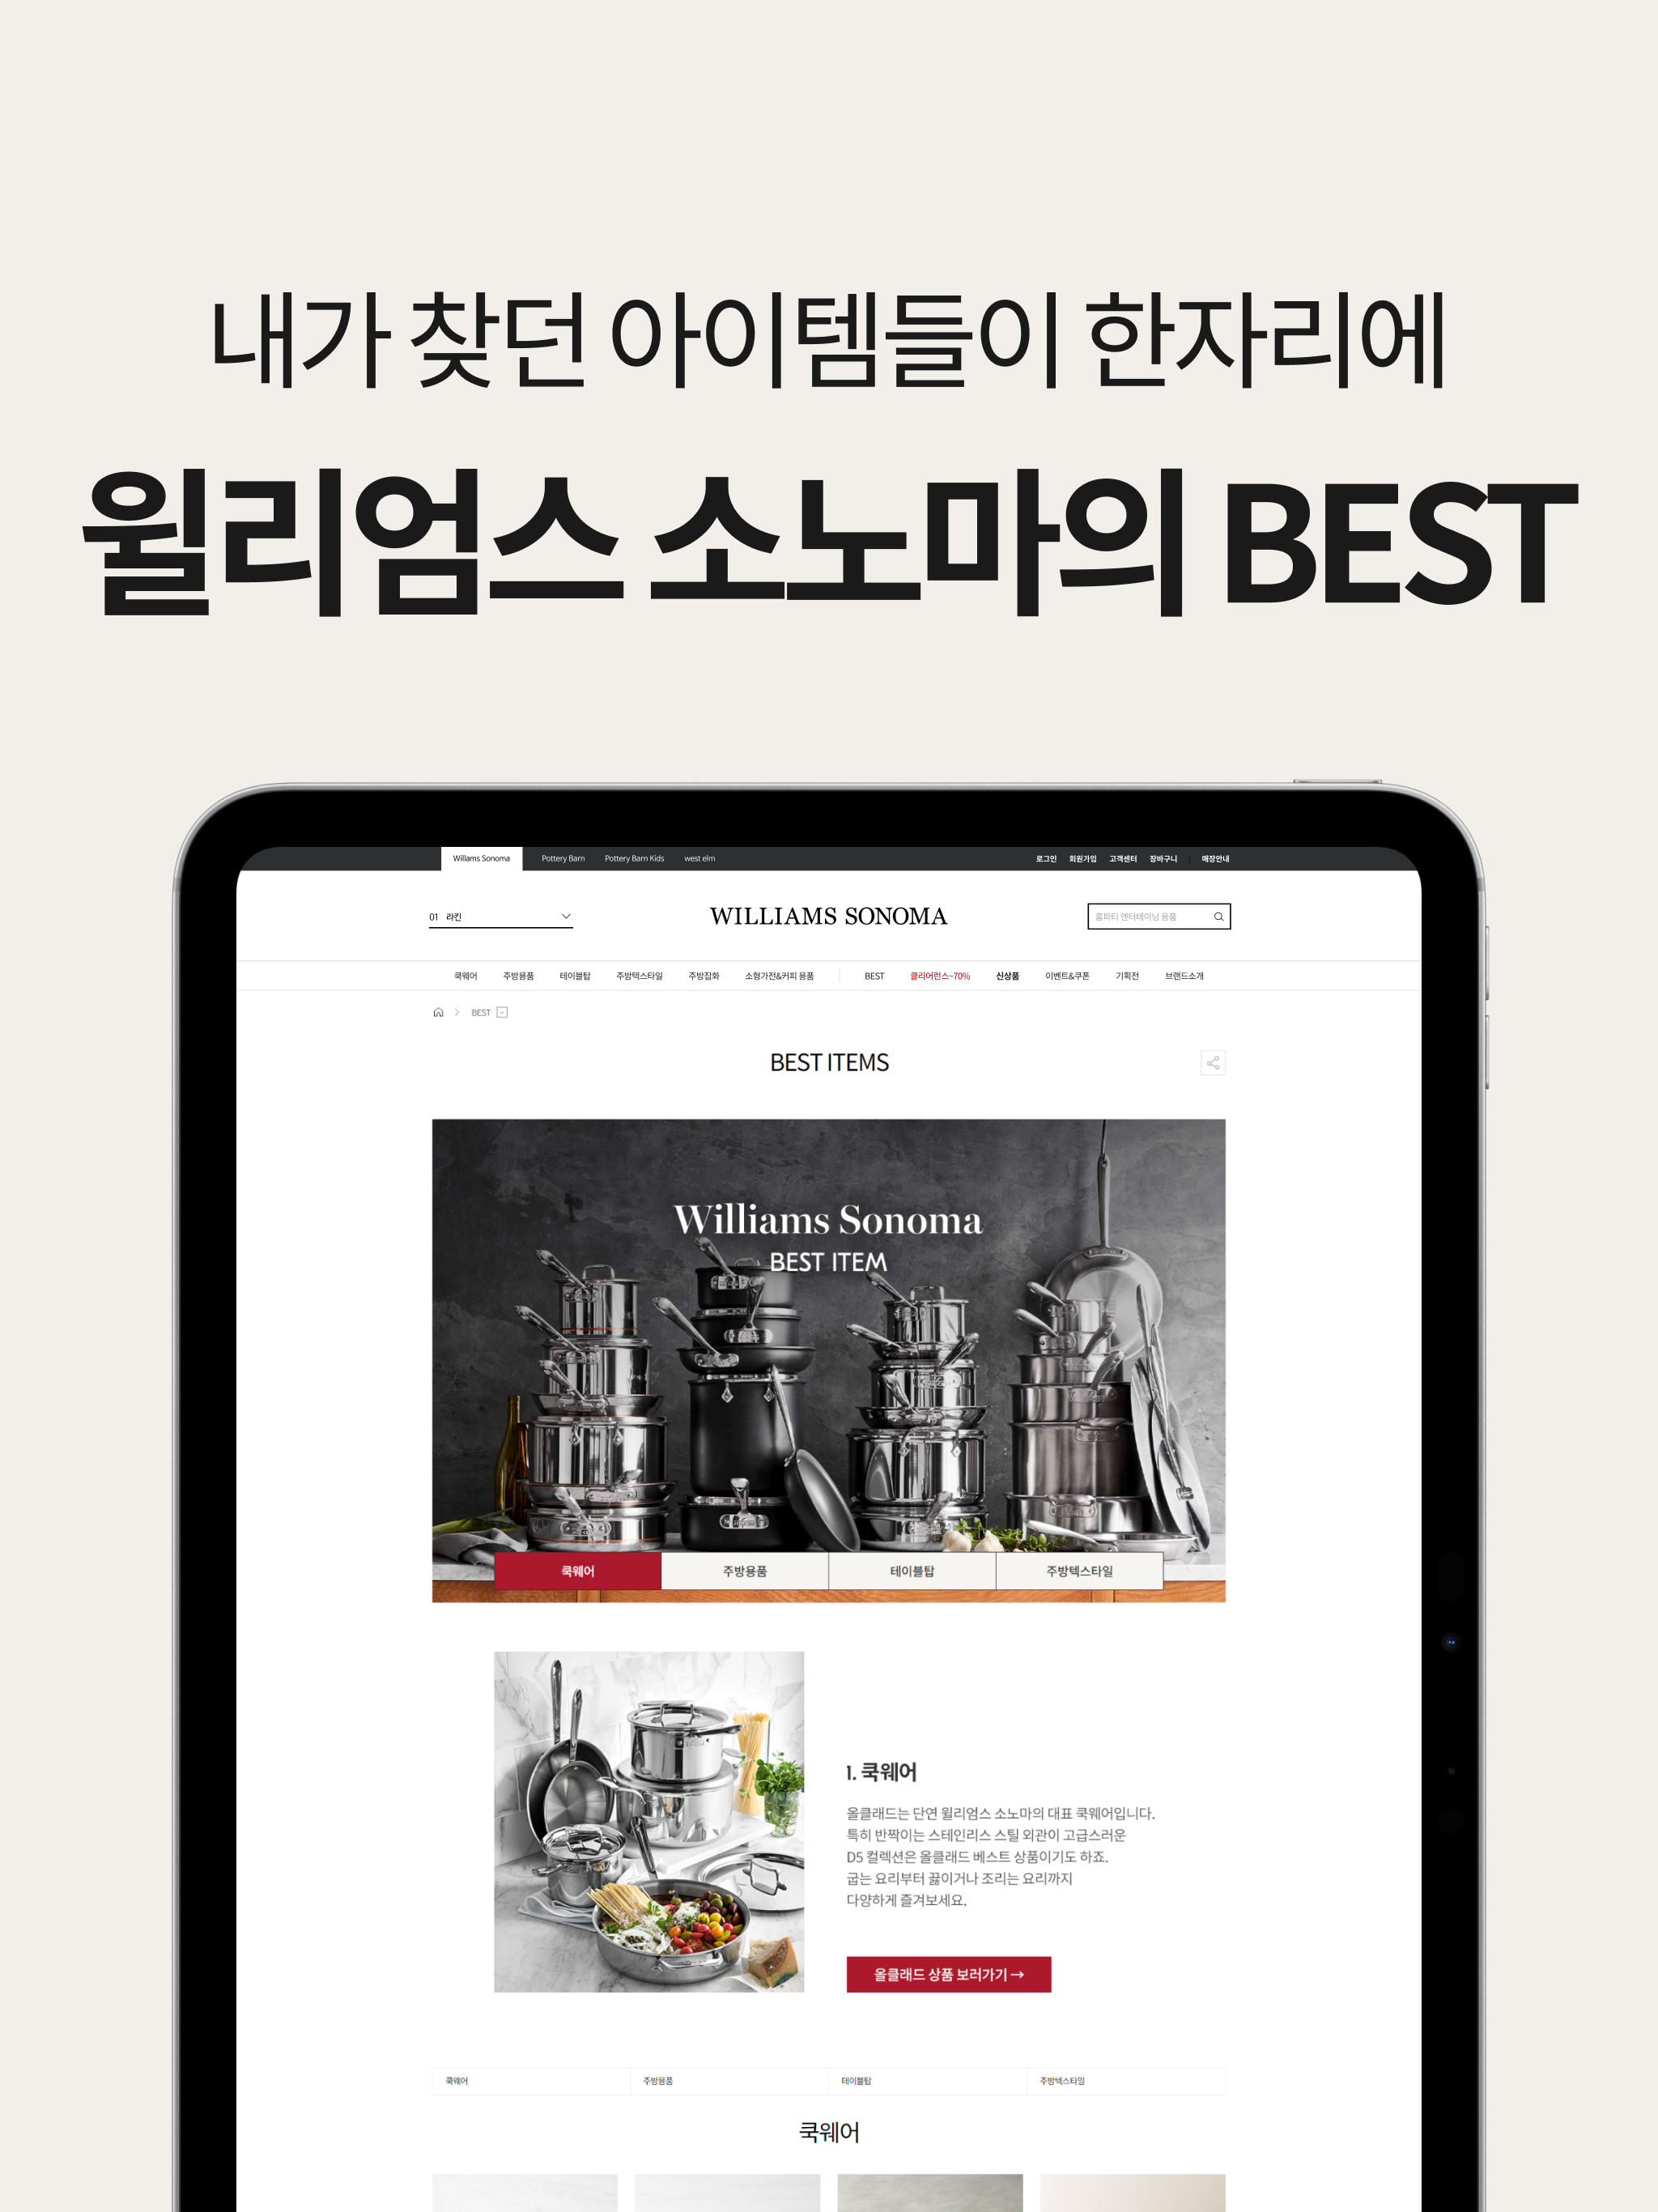 내가 찾던 아이템들이 한자리에
윌리엄스 소노마의 BEST
Willams Sonoma Pottery Barn Pottery Barn Kids west elm 로그인 회원가입 고객센터 장바구니 매장안내
01 라킨 WILLIAMS SONOMA 홈파티 엔터테이닝 용품
쿡웨어 주방용품 테이블탑 주방텍스타일 주방잡화 소형가전&커피 용품 BEST 클리어런스~70% 신상품 이벤트&쿠폰 기획전 브랜드소개
BEST
BEST ITEMS
Williams Sonoma
BEST ITEM
쿡웨어 주방용품 테이블탑 주방텍스타일
1. 쿡웨어
올클래드는 단연 윌리엄스 소노마의 대표 쿡웨어입니다.
특히 반짝이는 스테인리스 스틸 외관이 고급스러운
D5 컬렉션은 올클래드 베스트 상품이기도 하죠.
굽는 요리부터 끓이거나 조리는 요리까지
다양하게 즐겨보세요.
올클래드 상품 보러가기 →
쿡웨어 주방용품 테이블탑 주방텍스타일
쿡웨어